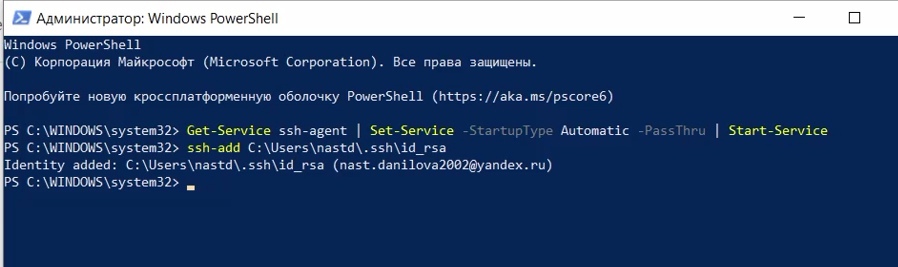 Администратор: Windows PowerShell
Windows PowerShell
(C) Корпорация Майкрософт (Microsoft Corporation). Все права защищены.
Попробуйте новую кроссплатформенную оболочку PowerShell (https://aka.ms/pscore6)
PS C:\WINDOWS\system32> Get-Service ssh-agent | Set-Service -StartupType Automatic -PassThru | Start-Service
PS C:\WINDOWS\system32> ssh-add C:\Users\nastd\.ssh\id_rsa
Identity added: C:\Users\nastd\.ssh\id_rsa (nast.danilova2002@yandex.ru)
PS C:\WINDOWS\system32>